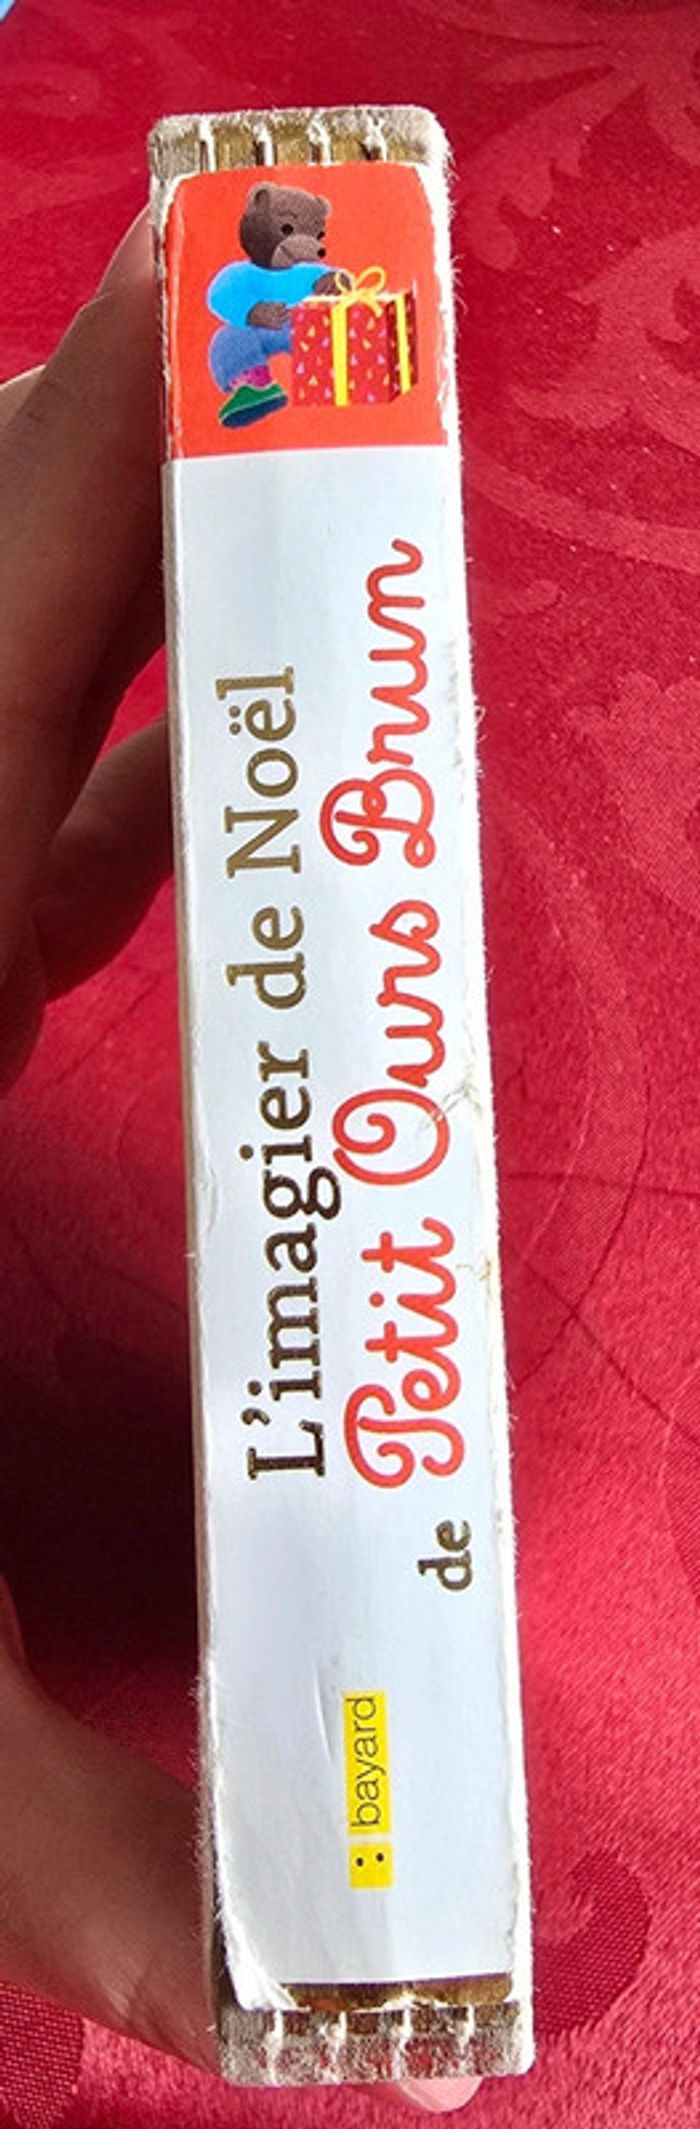 L'imagier de Noël
de Petit Ours Brun
: bayard